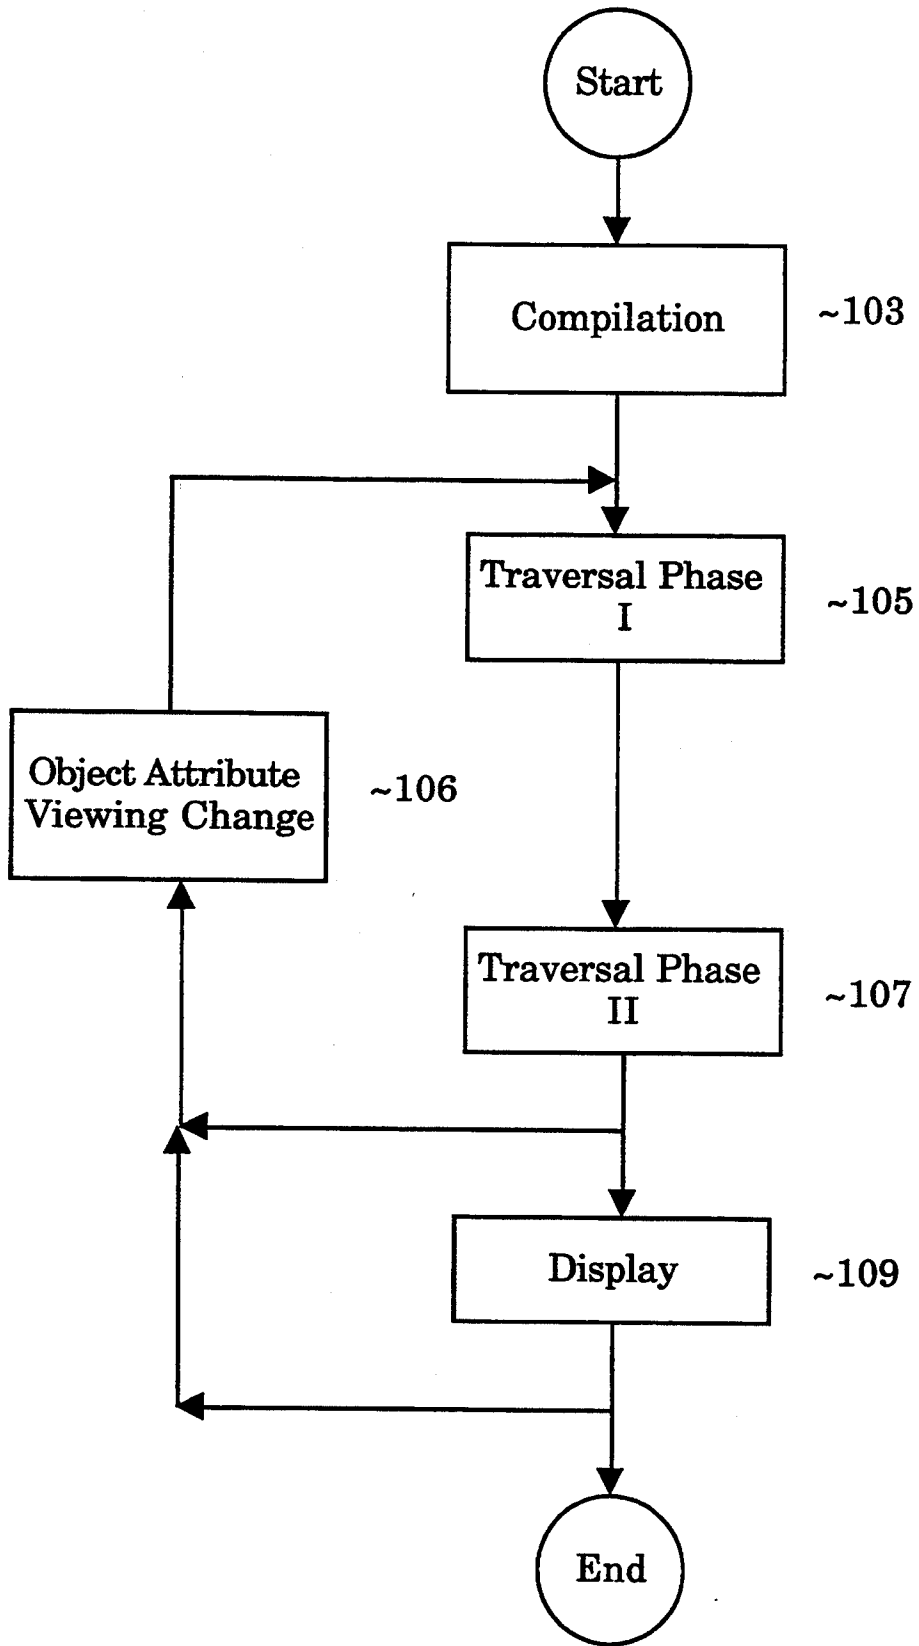 Start
Compilation
~103
Traversal Phase
I
~105
Object Attribute
Viewing Change
~106
Traversal Phase
II
~107
Display
~109
End